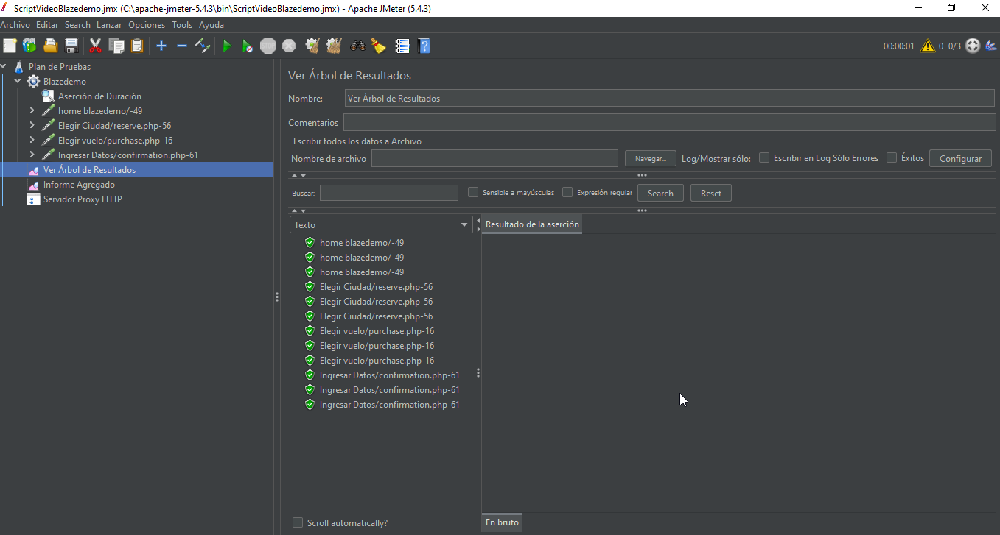 ScriptVideoBlazedemo.jmx (C:\apache-jmeter-5.4.3\bin\ScriptVideoBlazedemo.jmx) - Apache JMeter (5.4.3)
Archivo Editar Search Lanzar Opciones Tools Ayuda
STOP 00:00:01 0 0/3
Plan de Pruebas
Blazedemo
Aserción de Duración
home blazedemo/-49
Elegir Ciudad/reserve.php-56
Elegir vuelo/purchase.php-16
Ingresar Datos/confirmation.php-61
Ver Árbol de Resultados
Informe Agregado
Servidor Proxy HTTP
Ver Árbol de Resultados
Nombre: Ver Árbol de Resultados
Comentarios
Escribir todos los datos a Archivo
Nombre de archivo Navegar... Log/Mostrar sólo: Escribir en Log Sólo Errores Éxitos Configurar
Buscar: Sensible a mayúsculas Expresión regular Search Reset
Texto
home blazedemo/-49
home blazedemo/-49
home blazedemo/-49
Elegir Ciudad/reserve.php-56
Elegir Ciudad/reserve.php-56
Elegir Ciudad/reserve.php-56
Elegir vuelo/purchase.php-16
Elegir vuelo/purchase.php-16
Elegir vuelo/purchase.php-16
Ingresar Datos/confirmation.php-61
Ingresar Datos/confirmation.php-61
Ingresar Datos/confirmation.php-61
Scroll automatically?
Resultado de la aserción
En bruto